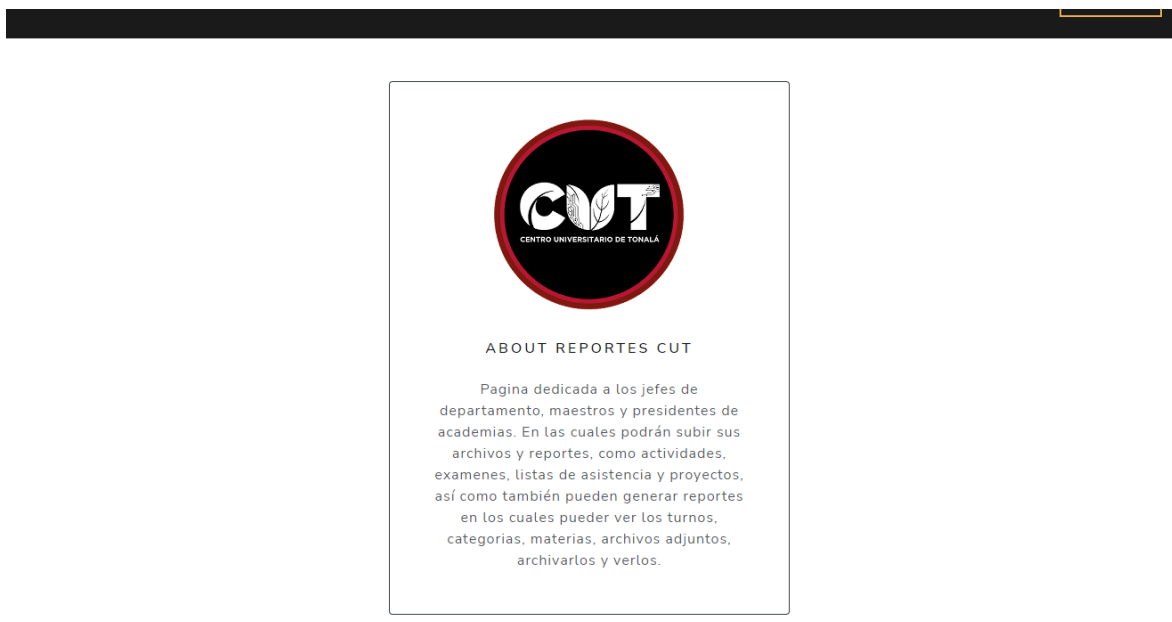 CUT
CENTRO UNIVERSITARIO DE TONALÁ
ABOUT REPORTES CUT
Pagina dedicada a los jefes de
departamento, maestros y presidentes de
academias. En las cuales podrán subir sus
archivos y reportes, como actividades,
examenes, listas de asistencia y proyectos,
así como también pueden generar reportes
en los cuales pueder ver los turnos,
categorias, materias, archivos adjuntos,
archivarlos y verlos.